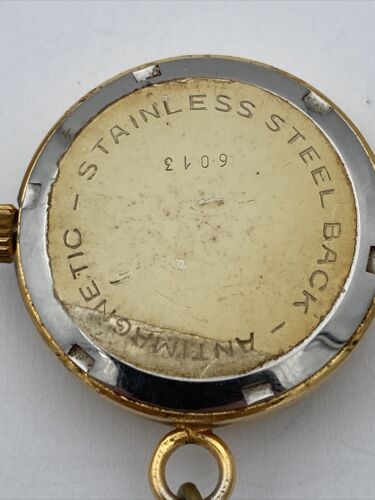 STAINLESS STEEL BACK - ANTIMAGNETIC -
6013